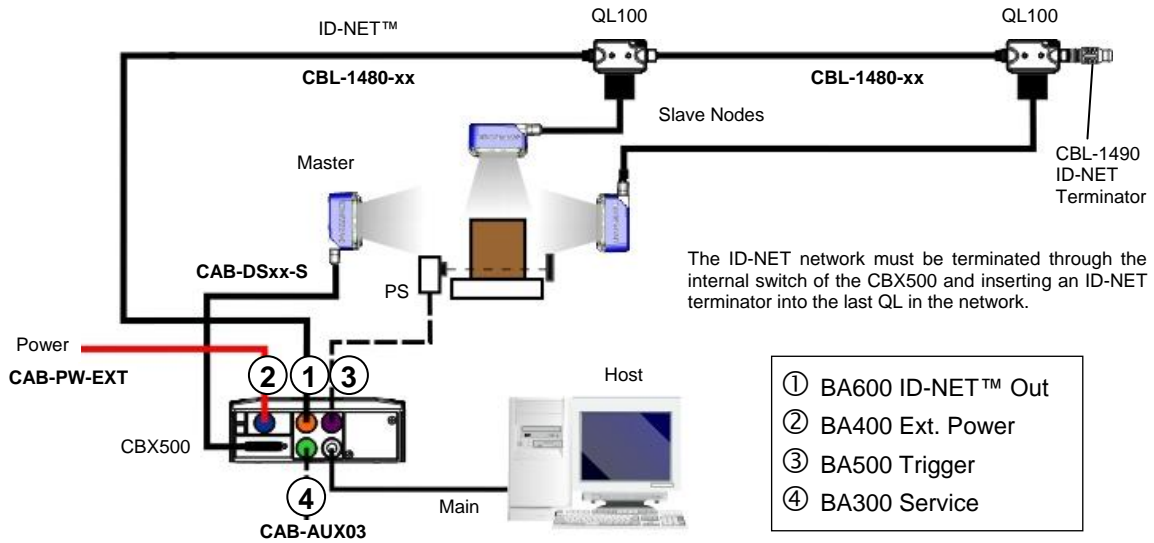 QL100
QL100
ID-NET™
CBL-1480-xx
CBL-1480-xx
Slave Nodes
Master
CBL-1490
ID-NET
Terminator
CAB-DSxx-S
PS
The ID-NET network must be terminated through the
internal switch of the CBX500 and inserting an ID-NET
terminator into the last QL in the network.
Power
CAB-PW-EXT
2
1
3
Host
CBX500
4
Main
CAB-AUX03
① BA600 ID-NET™ Out
② BA400 Ext. Power
③ BA500 Trigger
④ BA300 Service